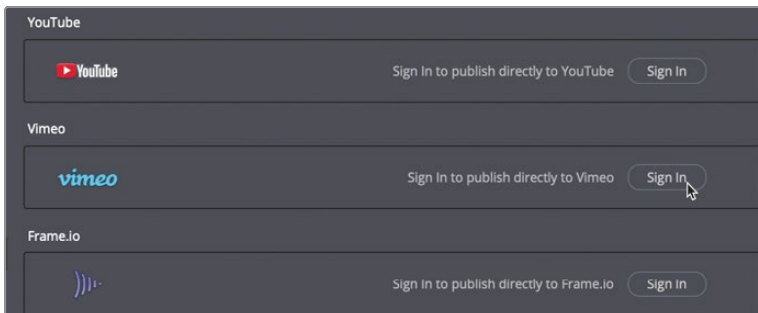 YouTube
YouTube Sign In to publish directly to YouTube Sign In
Vimeo
vimeo Sign In to publish directly to Vimeo Sign In
Frame.io
Sign In to publish directly to Frame.io Sign In